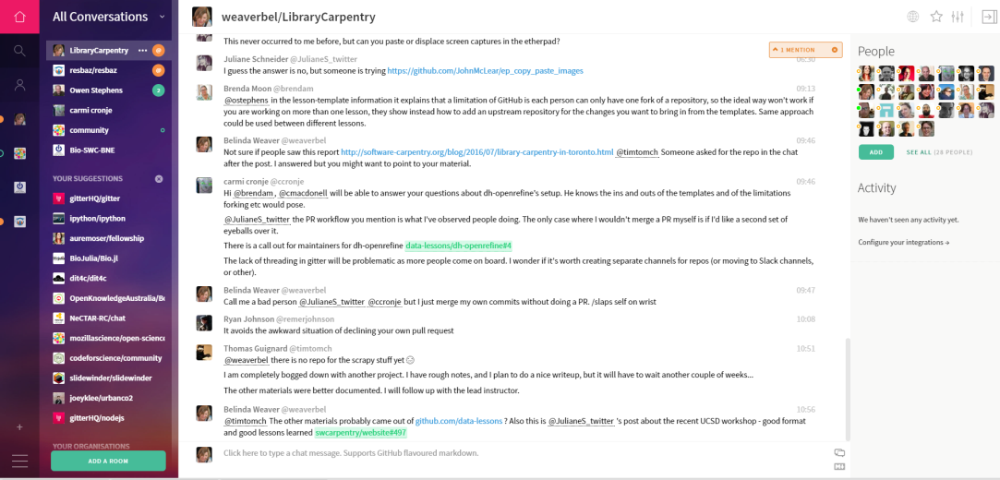 All Conversations
LibraryCarpentry
@
resbaz/resbaz
@
Owen Stephens
2
carmi cronje
community
Bio-SWC-BNE
YOUR SUGGESTIONS
gitterHQ/gitter
ipython/ipython
auremoser/fellowship
BioJulia/Bio.jl
dit4c/dit4c
OpenKnowledgeAustralia/Be
NeCTAR-RC/chat
mozillascience/open-science
codeforscience/community
slidewinder/slidewinder
joeyklee/urbanco2
gitterHQ/nodejs
YOUR ORGANISATIONS
ADD A ROOM
weaverbel/LibraryCarpentry
1 MENTION
This never occurred to me before, but can you paste or displace screen captures in the etherpad?
Juliane Schneider @JulianeS_twitter
I guess the answer is no, but someone is trying https://github.com/JohnMcLear/ep_copy_paste_images
Brenda Moon @brendam 09:13
@ostephens in the lesson-template information it explains that a limitation of GitHub is each person can only have one fork of a repository, so the ideal way won't work if
you are working on more than one lesson, they show instead how to add an upstream repository for the changes you want to bring in from the templates. Same approach
could be used between different lessons.
Belinda Weaver @weaverbel 09:46
Not sure if people saw this report http://software-carpentry.org/blog/2016/07/library-carpentry-in-toronto.html @timtomch Someone asked for the repo in the chat
after the post. I answered but you might want to point to your material.
carmi cronje @ccronje 09:46
Hi @brendam, @cmacdonell will be able to answer your questions about dh-openrefine's setup. He knows the ins and outs of the templates and of the limitations
forking etc would pose.
@JulianeS_twitter the PR workflow you mention is what I've observed people doing. The only case where I wouldn't merge a PR myself is if I'd like a second set of
eyeballs over it.
There is a call out for maintainers for dh-openrefine data-lessons/dh-openrefine#4
The lack of threading in gitter will be problematic as more people come on board. I wonder if it's worth creating separate channels for repos (or moving to Slack channels,
or other).
Belinda Weaver @weaverbel 09:47
Call me a bad person @JulianeS_twitter @ccronje but I just merge my own commits without doing a PR. /slaps self on wrist
Ryan Johnson @remerjohnson 10:08
It avoids the awkward situation of declining your own pull request
Thomas Guignard @timtomch 10:51
@weaverbel there is no repo for the scrapy stuff yet
I am completely bogged down with another project. I have rough notes, and I plan to do a nice writeup, but it will have to wait another couple of weeks...
The other materials were better documented. I will follow up with the lead instructor.
Belinda Weaver @weaverbel 10:56
@timtomch The other materials probably came out of github.com/data-lessons ? Also this is @JulianeS_twitter 's post about the recent UCSD workshop - good format
and good lessons learned swcarpentry/website#497
Click here to type a chat message. Supports GitHub flavoured markdown.
People
ADD
SEE ALL (28 PEOPLE)
Activity
We haven't seen any activity yet.
Configure your integrations →